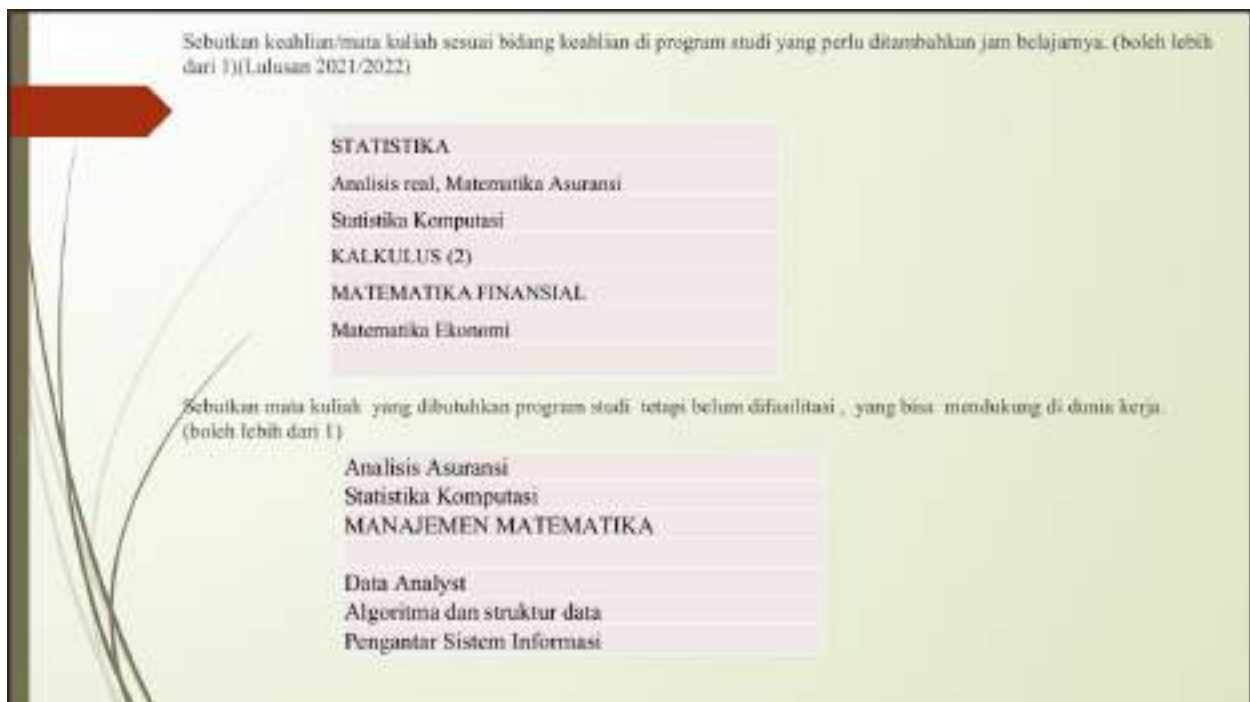 Sebutkan keahlian/mata kuliah sesuai bidang keahlian di program studi yang perlu ditambahkan jam belajarnya. (boleh lebih
dari 1)(Lulusan 2021/2022)
STATISTIKA
Analisis real, Matematika Asuransi
Statistika Komputasi
KALKULUS (2)
MATEMATIKA FINANSIAL
Matematika Ekonomi
Sebutkan mata kuliah yang dibutuhkan program studi tetapi belum difasilitasi , yang bisa mendukung di dunia kerja.
(boleh lebih dari 1)
Analisis Asuransi
Statistika Komputasi
MANAJEMEN MATEMATIKA
Data Analyst
Algoritma dan struktur data
Pengantar Sistem Informasi